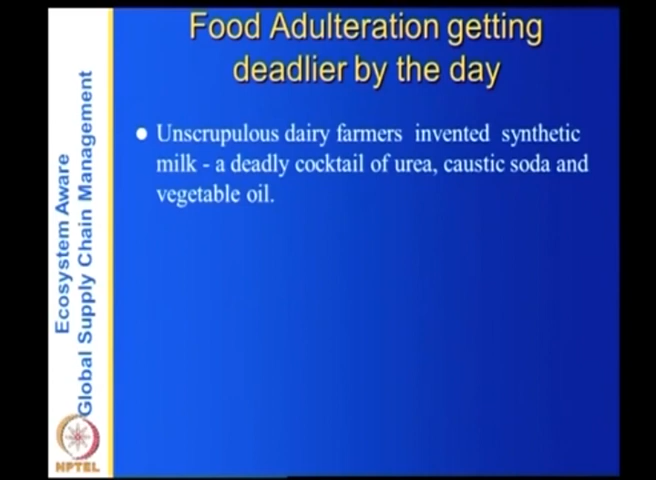 Food Adulteration getting
deadlier by the day
● Unscrupulous dairy farmers invented synthetic
milk - a deadly cocktail of urea, caustic soda and
vegetable oil.
Ecosystem Aware
Global Supply Chain Management
NPTEL